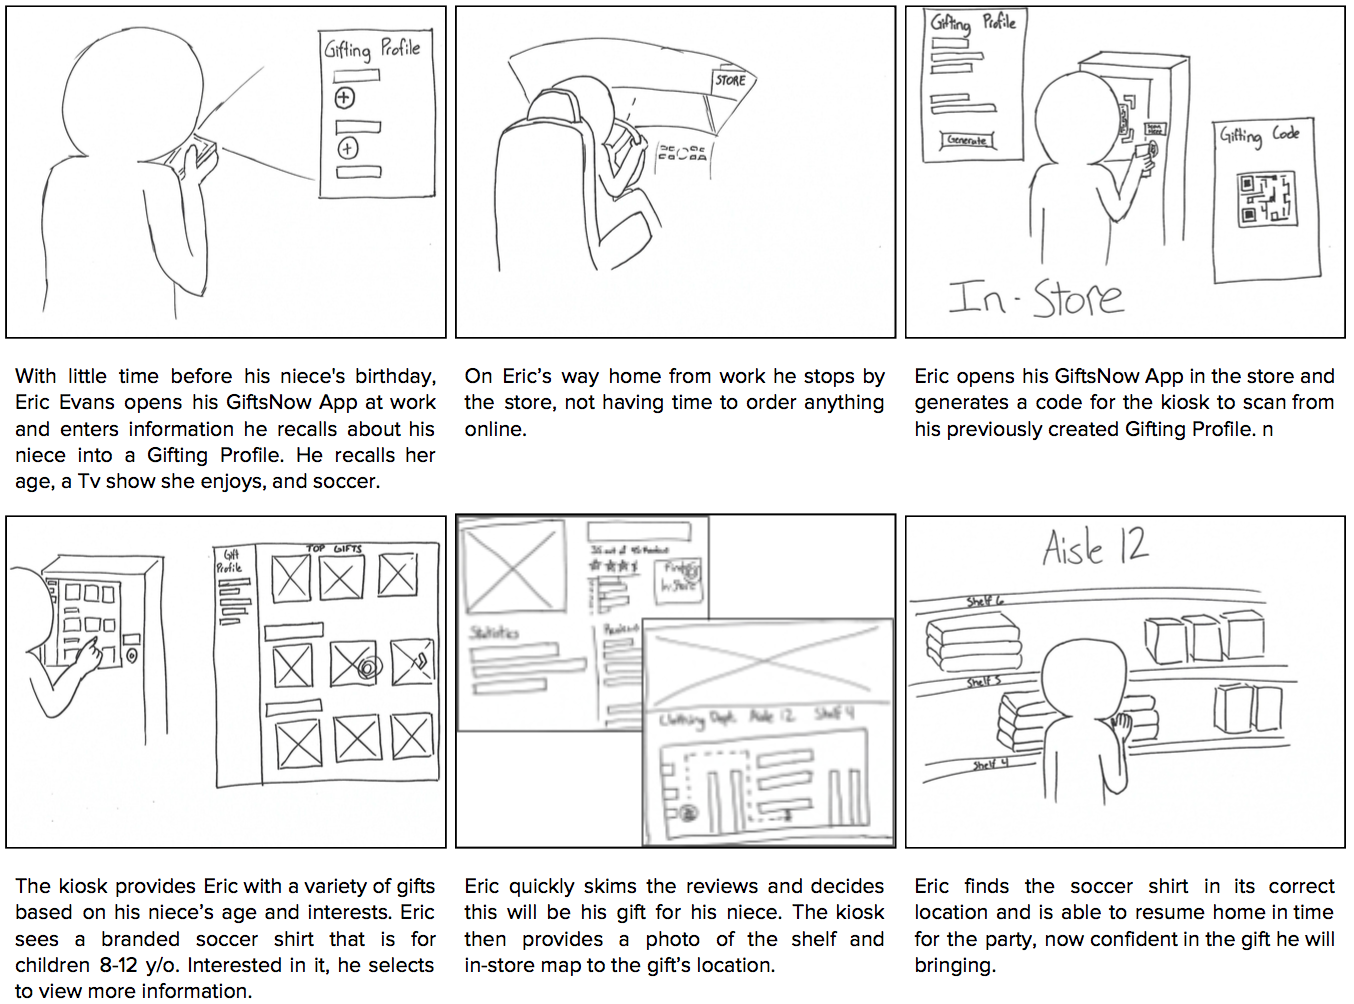 Gifting Profile
STORE
Gifting Profile
Generate
Gifting Code
In-Store
With little time before his niece's birthday,
Eric Evans opens his GiftsNow App at work
and enters information he recalls about his
niece into a Gifting Profile. He recalls her
age, a Tv show she enjoys, and soccer.
On Eric’s way home from work he stops by
the store, not having time to order anything
online.
Eric opens his GiftsNow App in the store and
generates a code for the kiosk to scan from
his previously created Gifting Profile. n
Gift
Profile
TOP GIFTS
Find
In Store
Statistics
Reviews
Clothing Dept. Aisle 12 Shelf 4
Aisle 12
Shelf 6
Shelf 5
Shelf 4
The kiosk provides Eric with a variety of gifts
based on his niece’s age and interests. Eric
sees a branded soccer shirt that is for
children 8-12 y/o. Interested in it, he selects
to view more information.
Eric quickly skims the reviews and decides
this will be his gift for his niece. The kiosk
then provides a photo of the shelf and
in-store map to the gift’s location.
Eric finds the soccer shirt in its correct
location and is able to resume home in time
for the party, now confident in the gift he will
bringing.